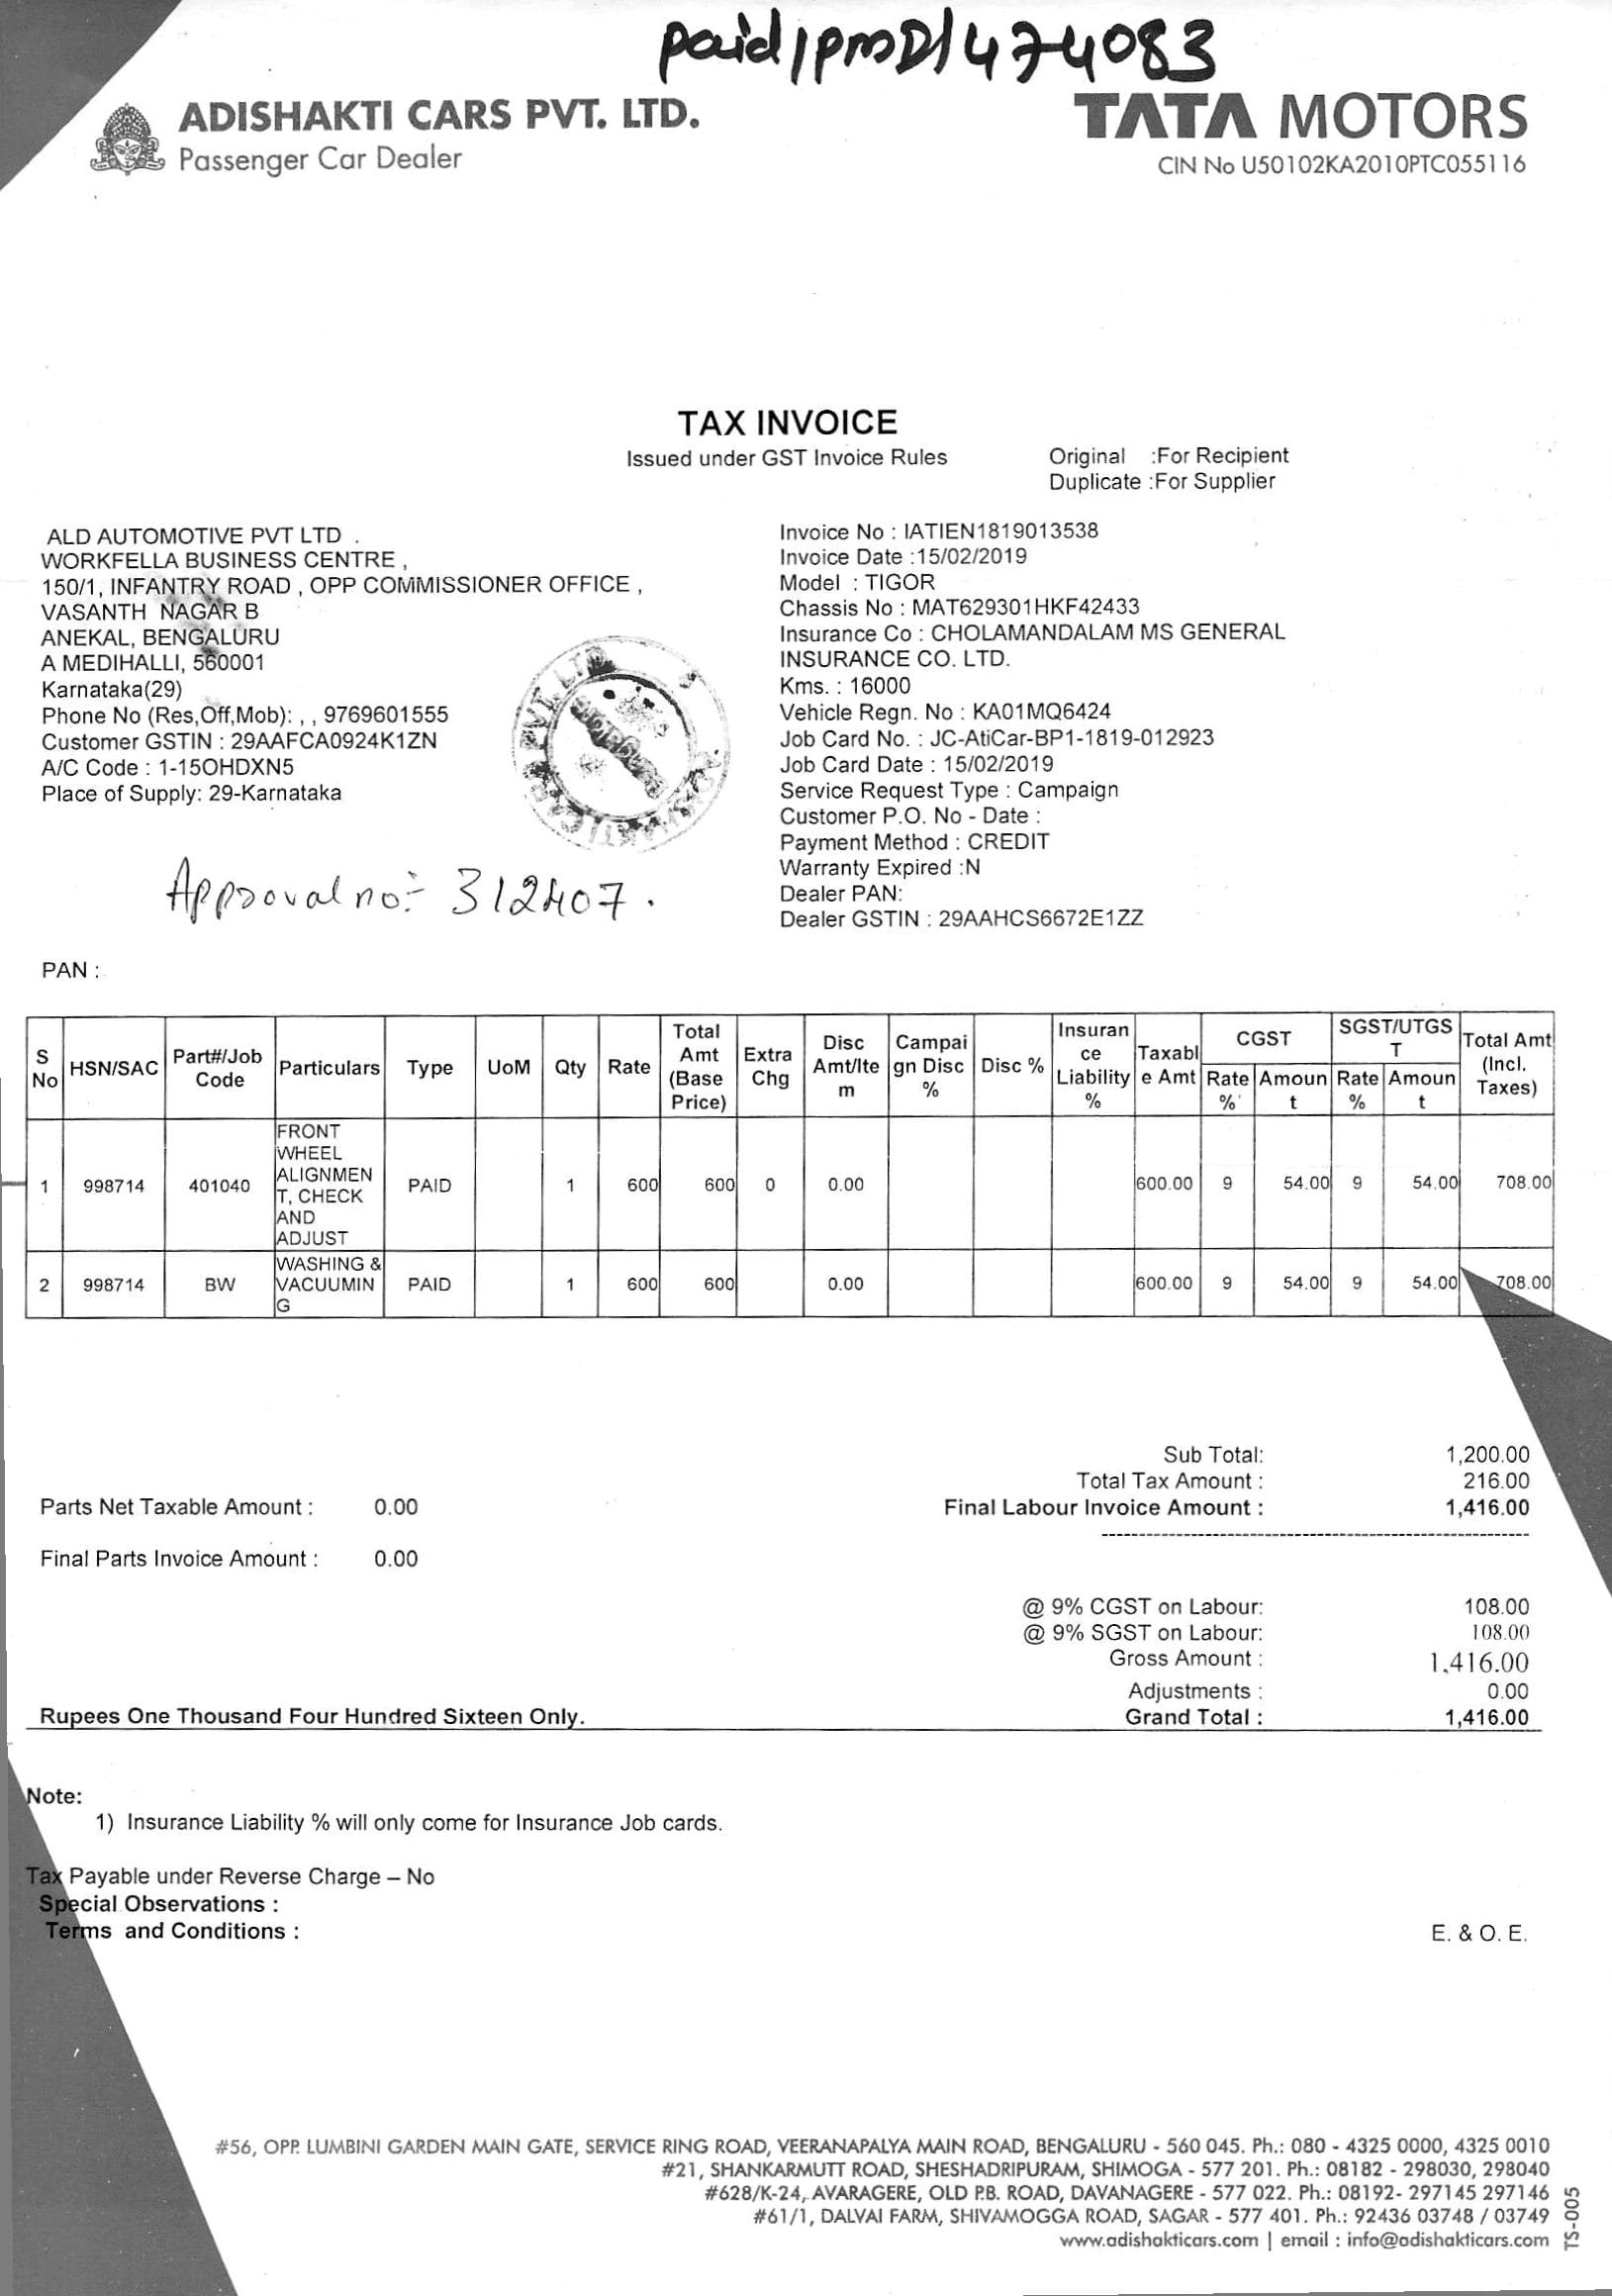 paid/pmD/474083
ADISHAKTI CARS PVT. LTD.
Passenger Car Dealer
TATA MOTORS
CIN No U50102KA2010PTC055116
TAX INVOICE
Issued under GST Invoice Rules
Original :For Recipient
Duplicate :For Supplier
ALD AUTOMOTIVE PVT LTD .
WORKFELLA BUSINESS CENTRE ,
150/1, INFANTRY ROAD , OPP COMMISSIONER OFFICE ,
VASANTH NAGAR B
ANEKAL, BENGALURU
A MEDIHALLI, 560001
Karnataka(29)
Phone No (Res,Off,Mob): , , 9769601555
Customer GSTIN : 29AAFCA0924K1ZN
A/C Code : 1-15OHDXN5
Place of Supply: 29-Karnataka
Invoice No : IATIEN1819013538
Invoice Date :15/02/2019
Model : TIGOR
Chassis No : MAT629301HKF42433
Insurance Co : CHOLAMANDALAM MS GENERAL
INSURANCE CO. LTD.
Kms. : 16000
Vehicle Regn. No : KA01MQ6424
Job Card No. : JC-AtiCar-BP1-1819-012923
Job Card Date : 15/02/2019
Service Request Type : Campaign
Customer P.O. No - Date :
Payment Method : CREDIT
Warranty Expired :N
Dealer PAN:
Dealer GSTIN : 29AAHCS6672E1ZZ
PVT. LTD
Approval no:- 312407.
PAN :
S No HSN/SAC Part#/Job Code Particulars Type UoM Qty Rate Total Amt (Base Price) Extra Chg Disc Amt/Item Campaign Disc % Disc % Insurance Liability % Taxable Amt CGST Rate % Amount SGST/UTGST Rate % Amount Total Amt (Incl. Taxes)
1 998714 401040 FRONT WHEEL ALIGNMENT, CHECK AND ADJUST PAID 1 600 600 0 0.00 600.00 9 54.00 9 54.00 708.00
2 998714 BW WASHING & VACUUMING PAID 1 600 600 0.00 600.00 9 54.00 9 54.00 708.00
Sub Total: 1,200.00
Total Tax Amount : 216.00
Parts Net Taxable Amount : 0.00 Final Labour Invoice Amount : 1,416.00
Final Parts Invoice Amount : 0.00
@ 9% CGST on Labour: 108.00
@ 9% SGST on Labour: 108.00
Gross Amount : 1,416.00
Adjustments : 0.00
Rupees One Thousand Four Hundred Sixteen Only. Grand Total : 1,416.00
Note:
1) Insurance Liability % will only come for Insurance Job cards.
Tax Payable under Reverse Charge – No
Special Observations :
Terms and Conditions :
E. & O. E.
#56, OPP. LUMBINI GARDEN MAIN GATE, SERVICE RING ROAD, VEERANAPALYA MAIN ROAD, BENGALURU - 560 045. Ph.: 080 - 4325 0000, 4325 0010
#21, SHANKARMUTT ROAD, SHESHADRIPURAM, SHIMOGA - 577 201. Ph.: 08182 - 298030, 298040
#628/K-24, AVARAGERE, OLD P.B. ROAD, DAVANAGERE - 577 022. Ph.: 08192- 297145 297146
#61/1, DALVAI FARM, SHIVAMOGGA ROAD, SAGAR - 577 401. Ph.: 92436 03748 / 03749
www.adishakticars.com | email : info@adishakticars.com
TS-005